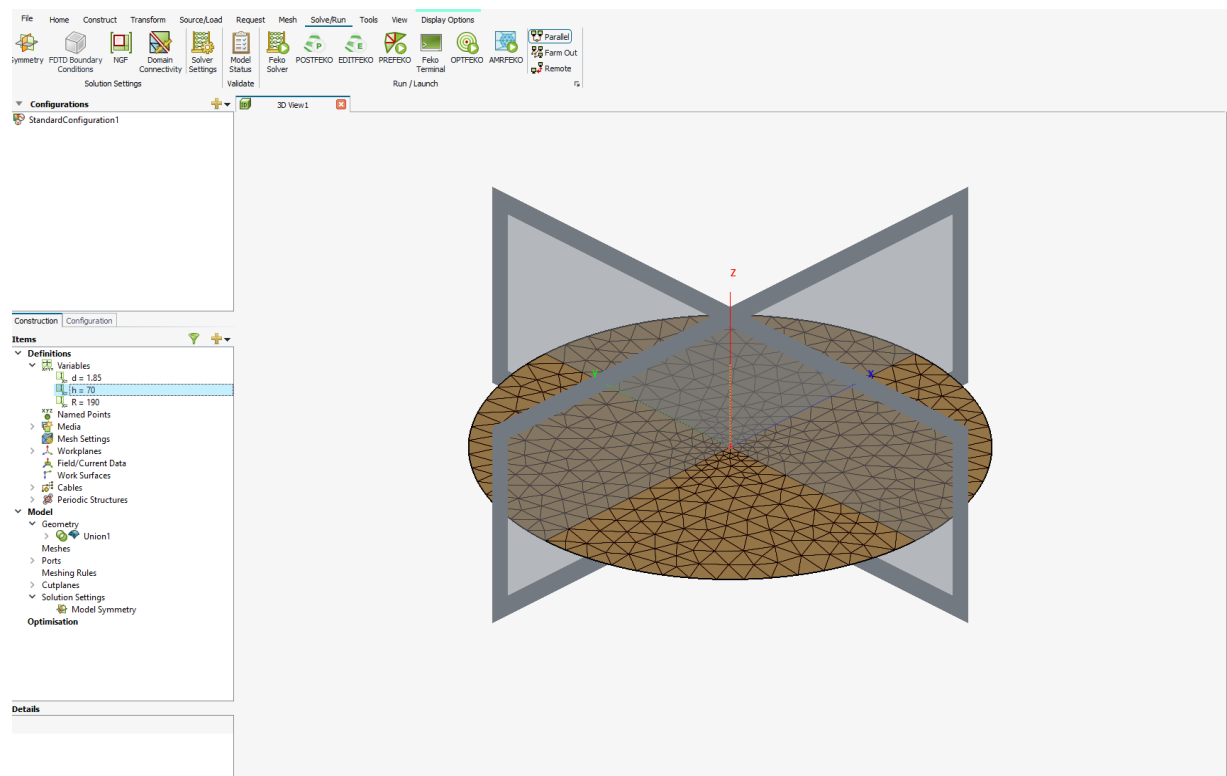 File Home Construct Transform Source/Load Request Mesh Solve/Run Tools View Display Options
ymmetry FDTD Boundary Conditions NGF Domain Connectivity Solver Settings Model Status Feko Solver POSTFEKO EDITFEKO PREFEKO Feko Terminal OPTFEKO AMRFEKO Parallel
Farm Out
Remote
Solution Settings Validate Run / Launch
Configurations 3D View1
StandardConfiguration1
Construction Configuration
Items
Definitions
Variables
d = 1.85
h = 70
R = 190
Named Points
Media
Mesh Settings
Workplanes
Field/Current Data
Work Surfaces
Cables
Periodic Structures
Model
Geometry
Union1
Meshes
Ports
Meshing Rules
Cutplanes
Solution Settings
Model Symmetry
Optimisation
Details
Z
X